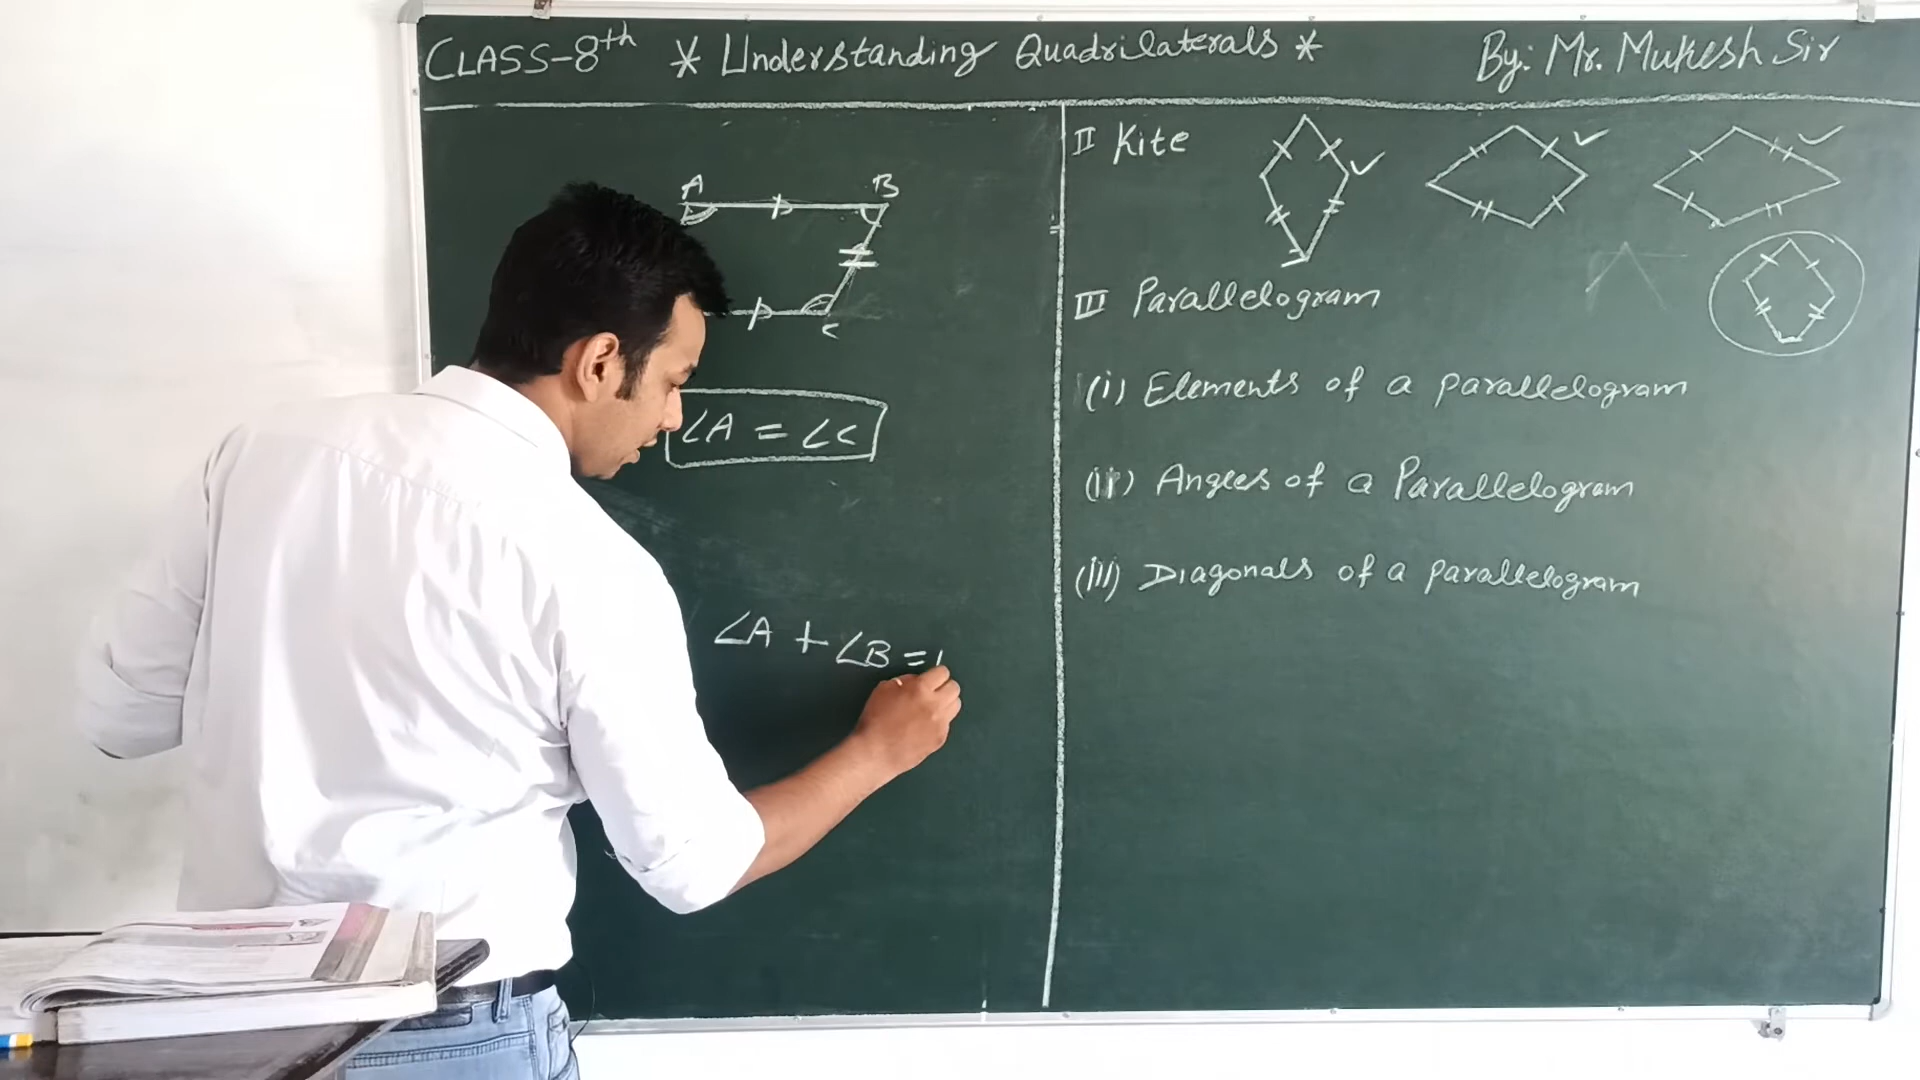 CLASS-8th * Understanding Quadrilaterals * By: Mr. Mukesh Sir
A B
C
∠A = ∠C
∠A + ∠B = 1
II Kite
III Parallelogram
(i) Elements of a parallelogram
(ii) Angles of a Parallelogram
(iii) Diagonals of a parallelogram